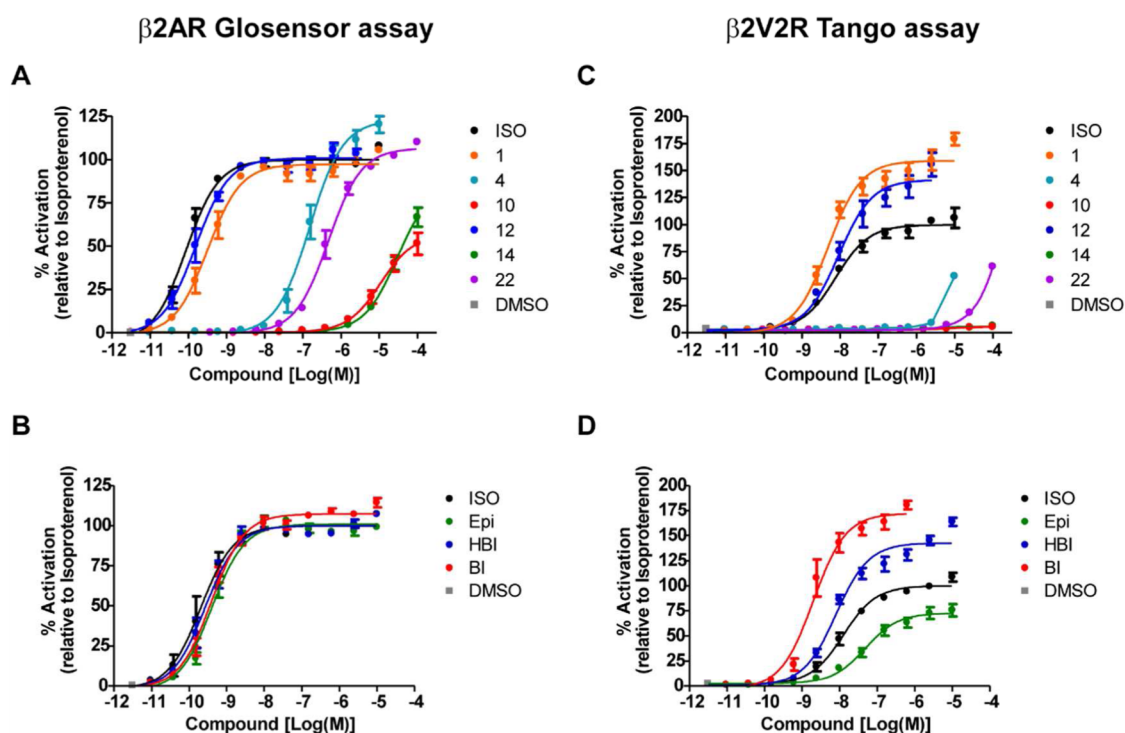 β2AR Glosensor assay
β2V2R Tango assay
A
% Activation
(relative to Isoproterenol)
125
100
75
50
25
0
-12 -11 -10 -9 -8 -7 -6 -5 -4
Compound [Log(M)]
ISO
1
4
10
12
14
22
DMSO
C
% Activation
(relative to Isoproterenol)
200
175
150
125
100
75
50
25
0
-12 -11 -10 -9 -8 -7 -6 -5 -4
Compound [Log(M)]
ISO
1
4
10
12
14
22
DMSO
B
% Activation
(relative to Isoproterenol)
125
100
75
50
25
0
-12 -11 -10 -9 -8 -7 -6 -5 -4
Compound [Log(M)]
ISO
Epi
HBI
BI
DMSO
D
% Activation
(relative to Isoproterenol)
200
175
150
125
100
75
50
25
0
-12 -11 -10 -9 -8 -7 -6 -5 -4
Compound [Log(M)]
ISO
Epi
HBI
BI
DMSO